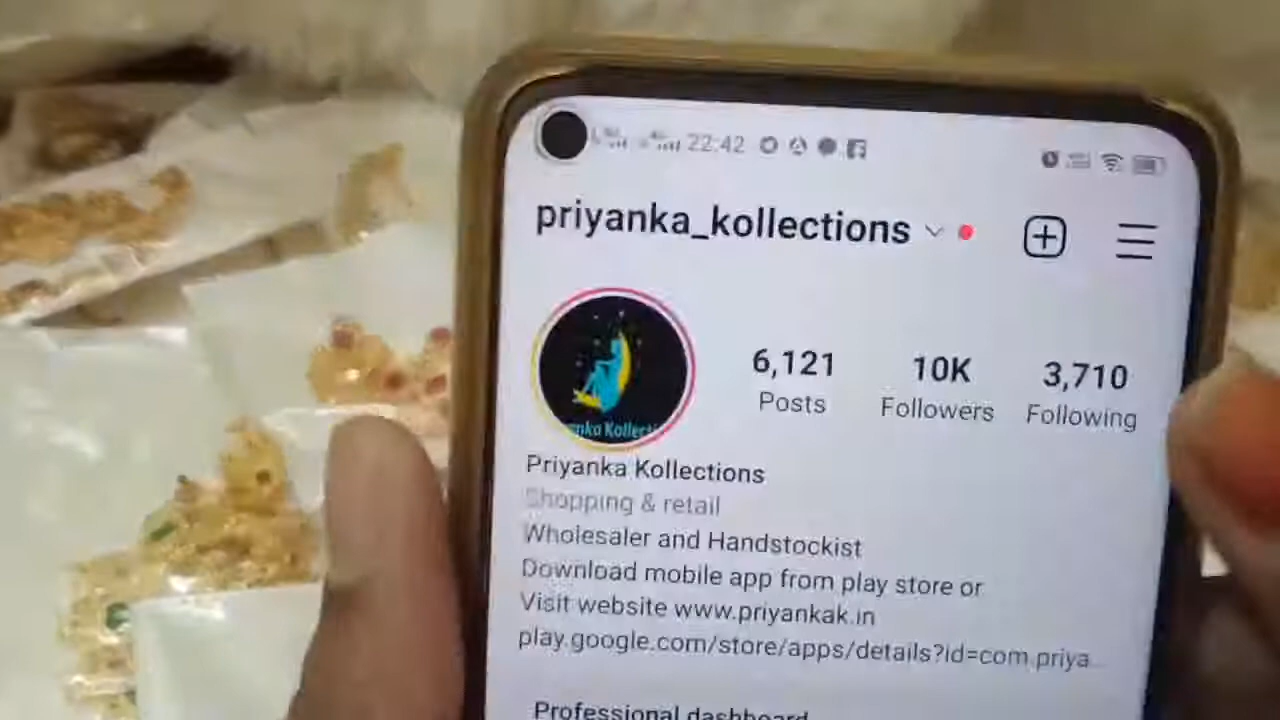 22:42
priyanka_kollections
6,121 10K 3,710
Posts Followers Following
nka Kollecti
Priyanka Kollections
Shopping & retail
Wholesaler and Handstockist
Download mobile app from play store or
Visit website www.priyankak.in
play.google.com/store/apps/details?id=com.priya...
Professional dashboard